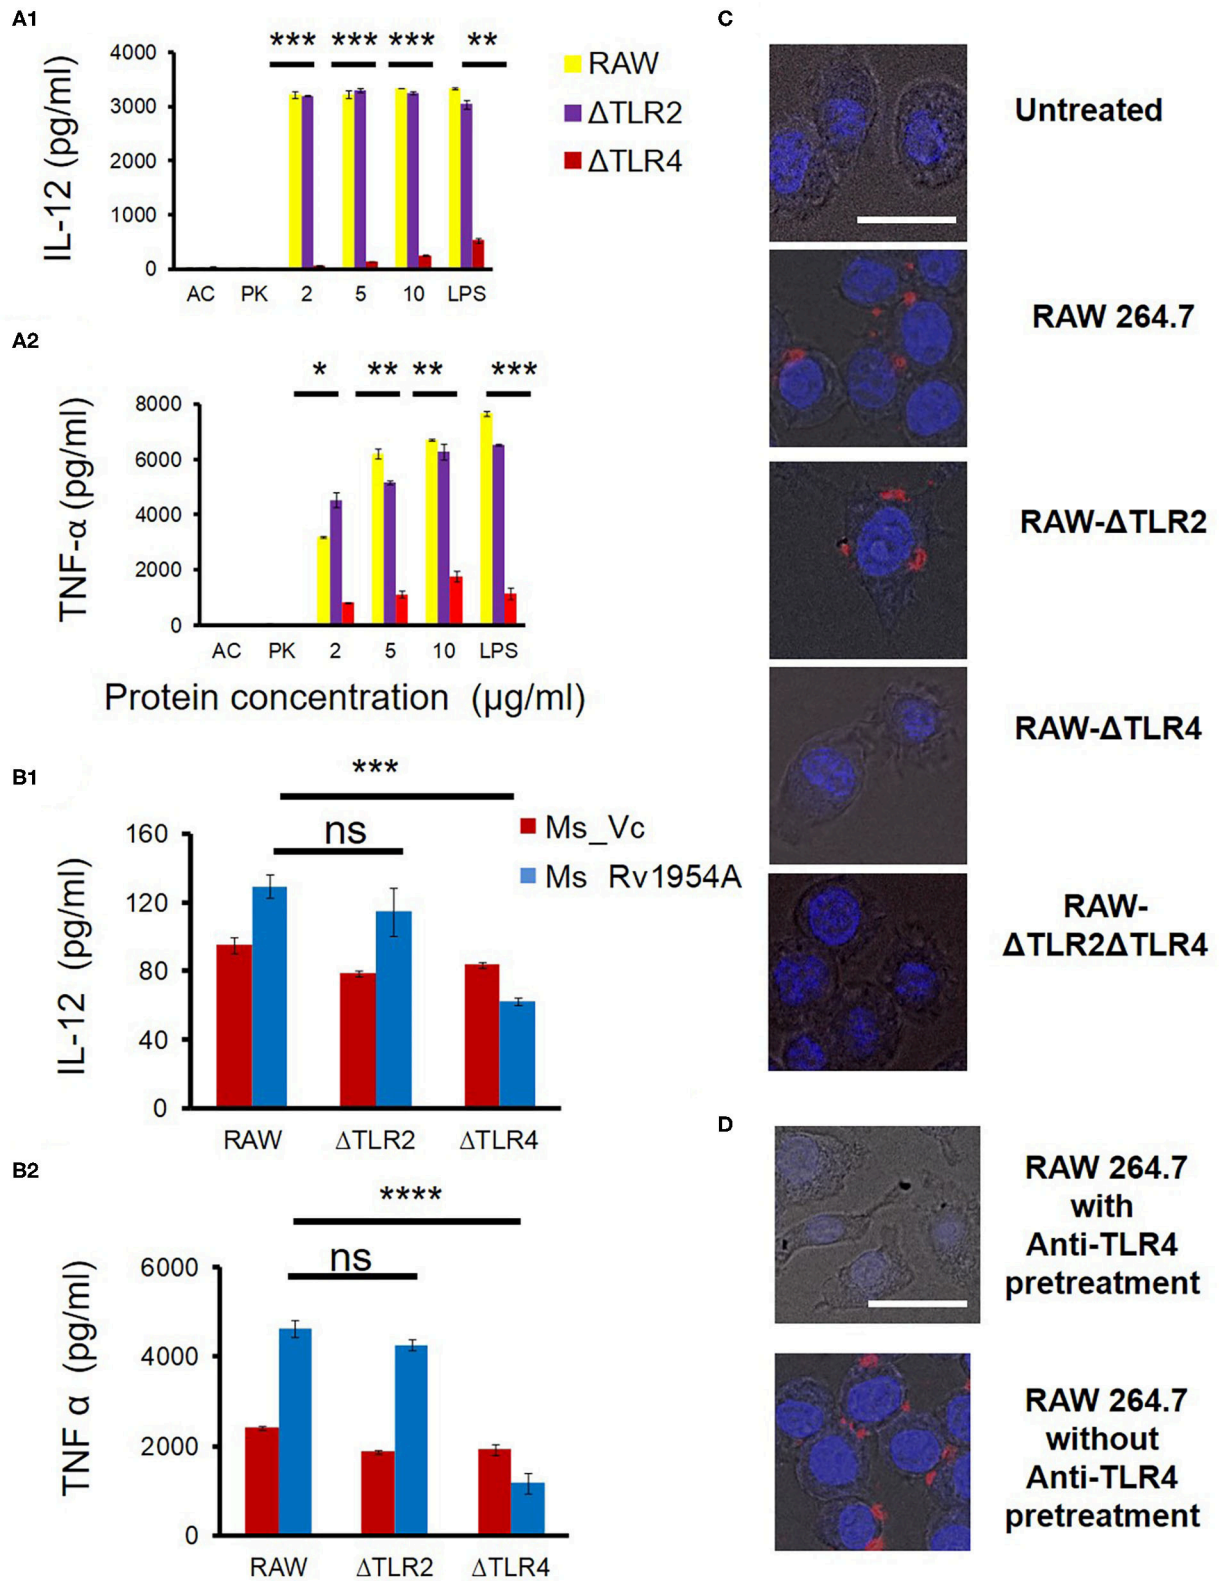 A1
IL-12 (pg/ml)
4000
3000
2000
1000
0
*** *** *** **
AC PK 2 5 10 LPS
RAW
ΔTLR2
ΔTLR4
A2
TNF-α (pg/ml)
8000
6000
4000
2000
0
* ** ** ***
AC PK 2 5 10 LPS
Protein concentration (µg/ml)
B1
IL-12 (pg/ml)
160
120
80
40
0
***
ns
Ms_Vc
Ms Rv1954A
RAW ΔTLR2 ΔTLR4
B2
TNF α (pg/ml)
6000
4000
2000
0
****
ns
RAW ΔTLR2 ΔTLR4
C
Untreated
RAW 264.7
RAW-ΔTLR2
RAW-ΔTLR4
RAW-
ΔTLR2ΔTLR4
D
RAW 264.7
with
Anti-TLR4
pretreatment
RAW 264.7
without
Anti-TLR4
pretreatment